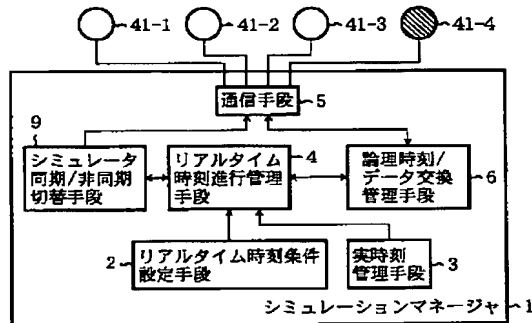 41-1
41-2
41-3
41-4
通信手段
5
9
シミュレータ
同期/非同期
切替手段
リアルタイム
時刻進行管理
手段
4
論理時刻/
データ交換
管理手段
6
2
リアルタイム時刻条件
設定手段
実時刻
管理手段
3
シミュレーションマネージャ
1